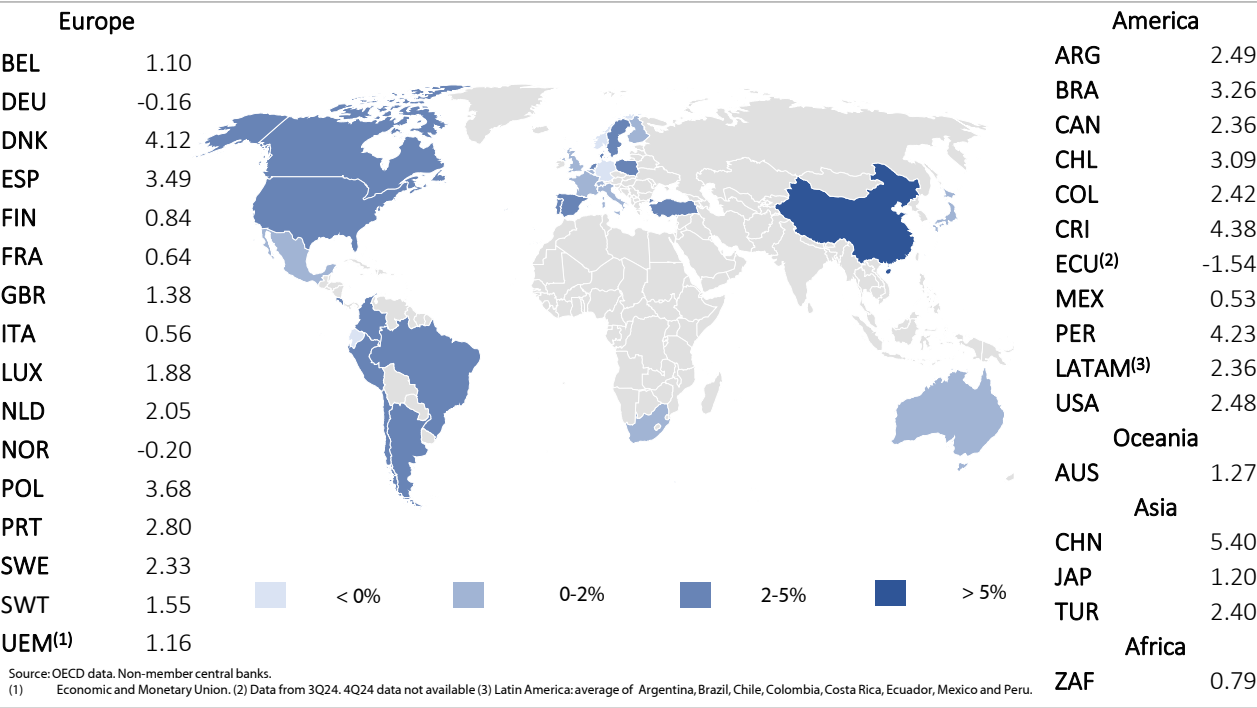 Europe
BEL 1.10
DEU -0.16
DNK 4.12
ESP 3.49
FIN 0.84
FRA 0.64
GBR 1.38
ITA 0.56
LUX 1.88
NLD 2.05
NOR -0.20
POL 3.68
PRT 2.80
SWE 2.33
SWT 1.55
UEM(1) 1.16
< 0% 0-2% 2-5% > 5%
America
ARG 2.49
BRA 3.26
CAN 2.36
CHL 3.09
COL 2.42
CRI 4.38
ECU(2) -1.54
MEX 0.53
PER 4.23
LATAM(3) 2.36
USA 2.48
Oceania
AUS 1.27
Asia
CHN 5.40
JAP 1.20
TUR 2.40
Africa
ZAF 0.79
Source: OECD data. Non-member central banks.
(1) Economic and Monetary Union. (2) Data from 3Q24. 4Q24 data not available (3) Latin America: average of Argentina, Brazil, Chile, Colombia, Costa Rica, Ecuador, Mexico and Peru.